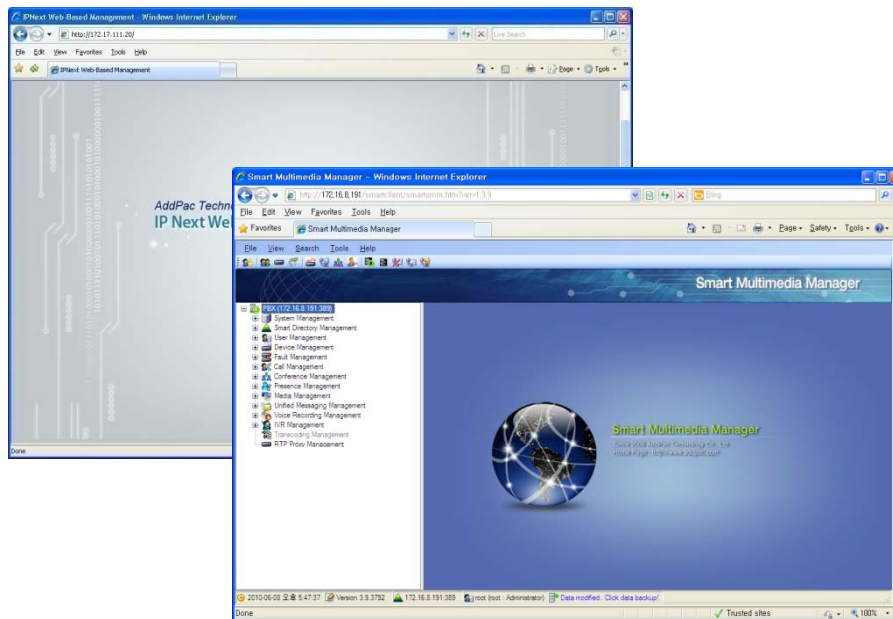 IPNext Web-Based Management - Windows Internet Explorer
http://172.17.111.20/
Live Search
File Edit View Favorites Tools Help
IPNext Web-Based Management
Page Tools
AddPac Techn
IP Next We
Done
Smart Multimedia Manager - Windows Internet Explorer
http://172.16.8.191/smartclient/smartsmm.htm?ver=1.3.9
Bing
File Edit View Favorites Tools Help
Favorites Smart Multimedia Manager
Page Safety Tools
File View Search Tools Help
Smart Multimedia Manager
PBX (172.16.8.191:389)
System Management
Smart Directory Management
User Management
Device Management
Fault Management
Call Management
Conference Management
Presence Management
Media Management
Unified Messaging Management
Voice Recording Management
IVR Management
Transcoding Management
RTP Proxy Management
Smart Multimedia Manager
2010-06-08 오후 5:47:37 Version 3.9.3792 172.16.8.191:389 root (root : Administrator) Data modified. Click data backup!
Done
Trusted sites
100%